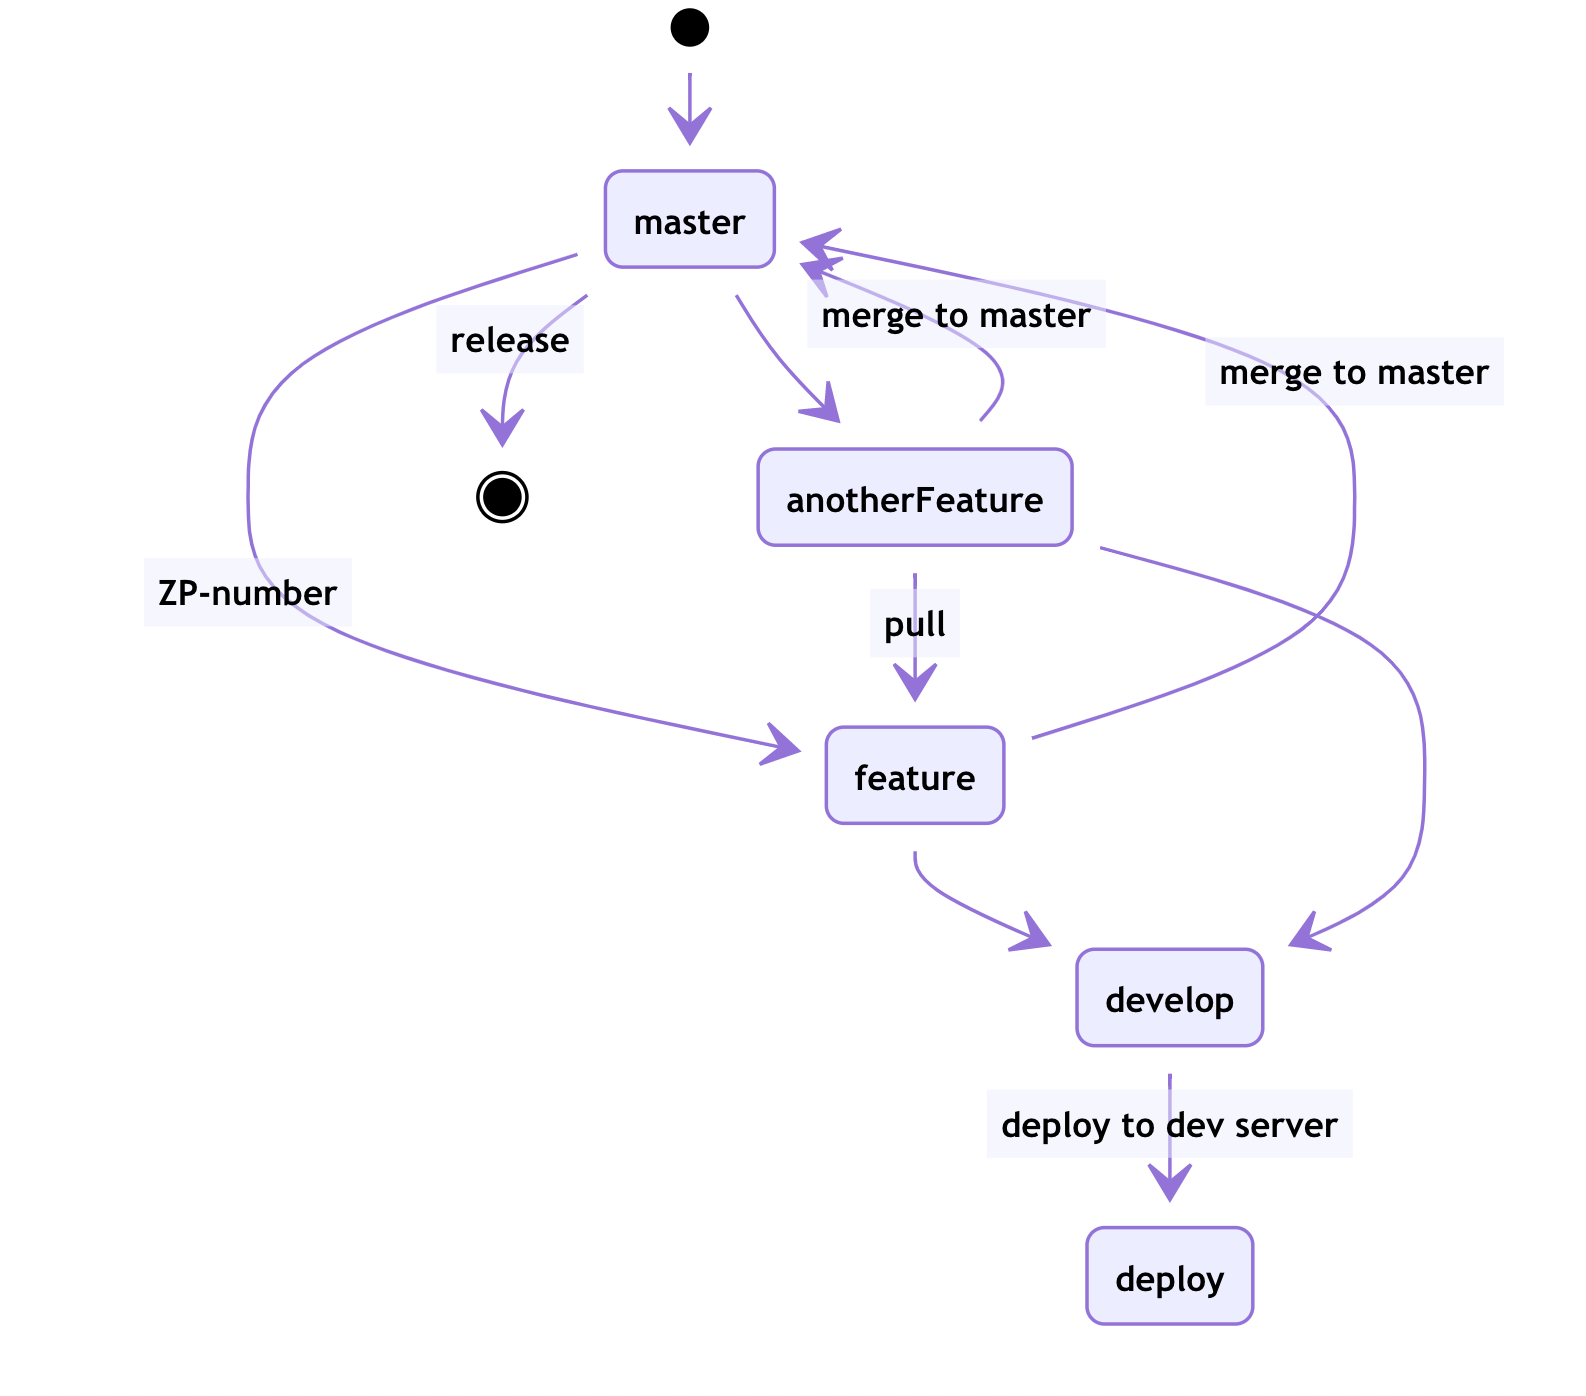 master
release
merge to master
merge to master
anotherFeature
ZP-number
pull
feature
develop
deploy to dev server
deploy